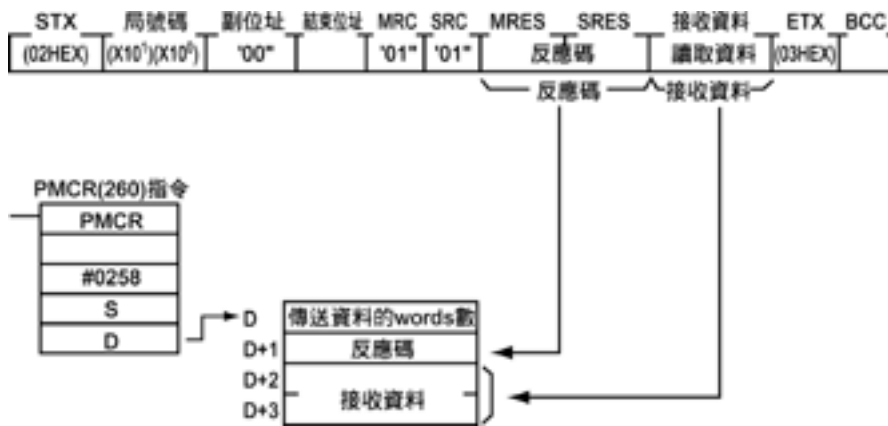 STX 局號碼 副位址 結束位址 MRC SRC MRES SRES 接收資料 ETX BCC
(02HEX) (X10¹)(X10⁰) '00" '01" '01" 反應碼 讀取資料 (03HEX)
反應碼 接收資料
PMCR(260)指令
PMCR
#0258
S
D
D 傳送資料的words數
D+1 反應碼
D+2
接收資料
D+3